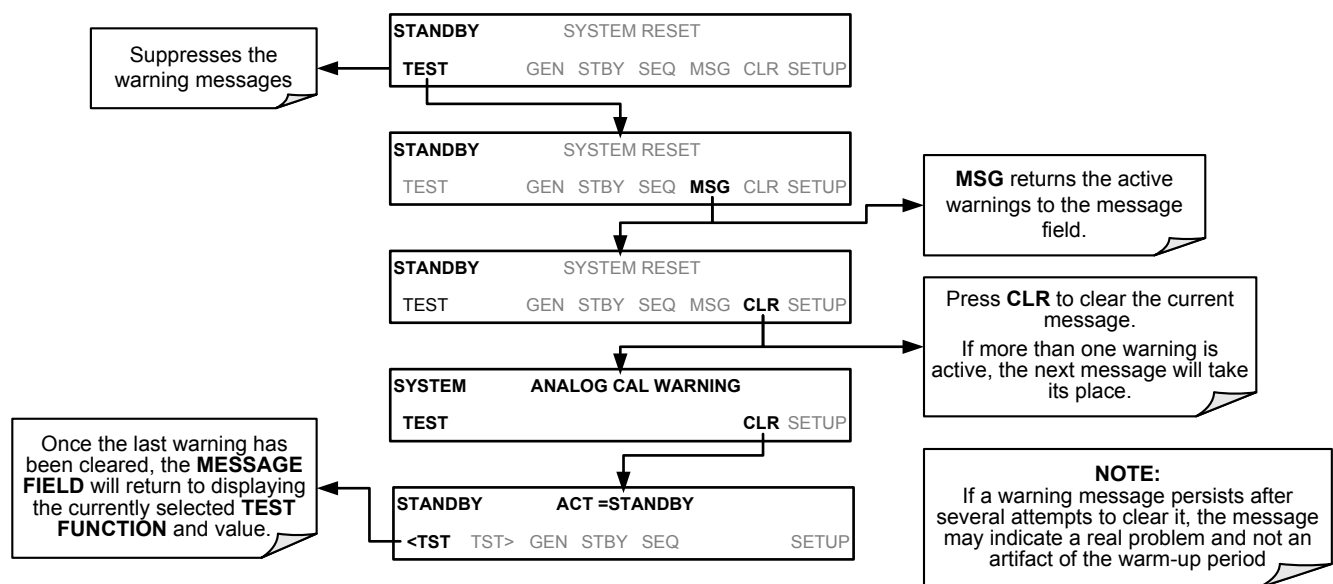 Suppresses the
warning messages
STANDBY SYSTEM RESET
TEST GEN STBY SEQ MSG CLR SETUP
STANDBY SYSTEM RESET
TEST GEN STBY SEQ MSG CLR SETUP
MSG returns the active
warnings to the message
field.
STANDBY SYSTEM RESET
TEST GEN STBY SEQ MSG CLR SETUP
Press CLR to clear the current
message.
If more than one warning is
active, the next message will take
its place.
SYSTEM ANALOG CAL WARNING
TEST CLR SETUP
Once the last warning has
been cleared, the MESSAGE
FIELD will return to displaying
the currently selected TEST
FUNCTION and value.
STANDBY ACT =STANDBY
<TST TST> GEN STBY SEQ SETUP
NOTE:
If a warning message persists after
several attempts to clear it, the message
may indicate a real problem and not an
artifact of the warm-up period